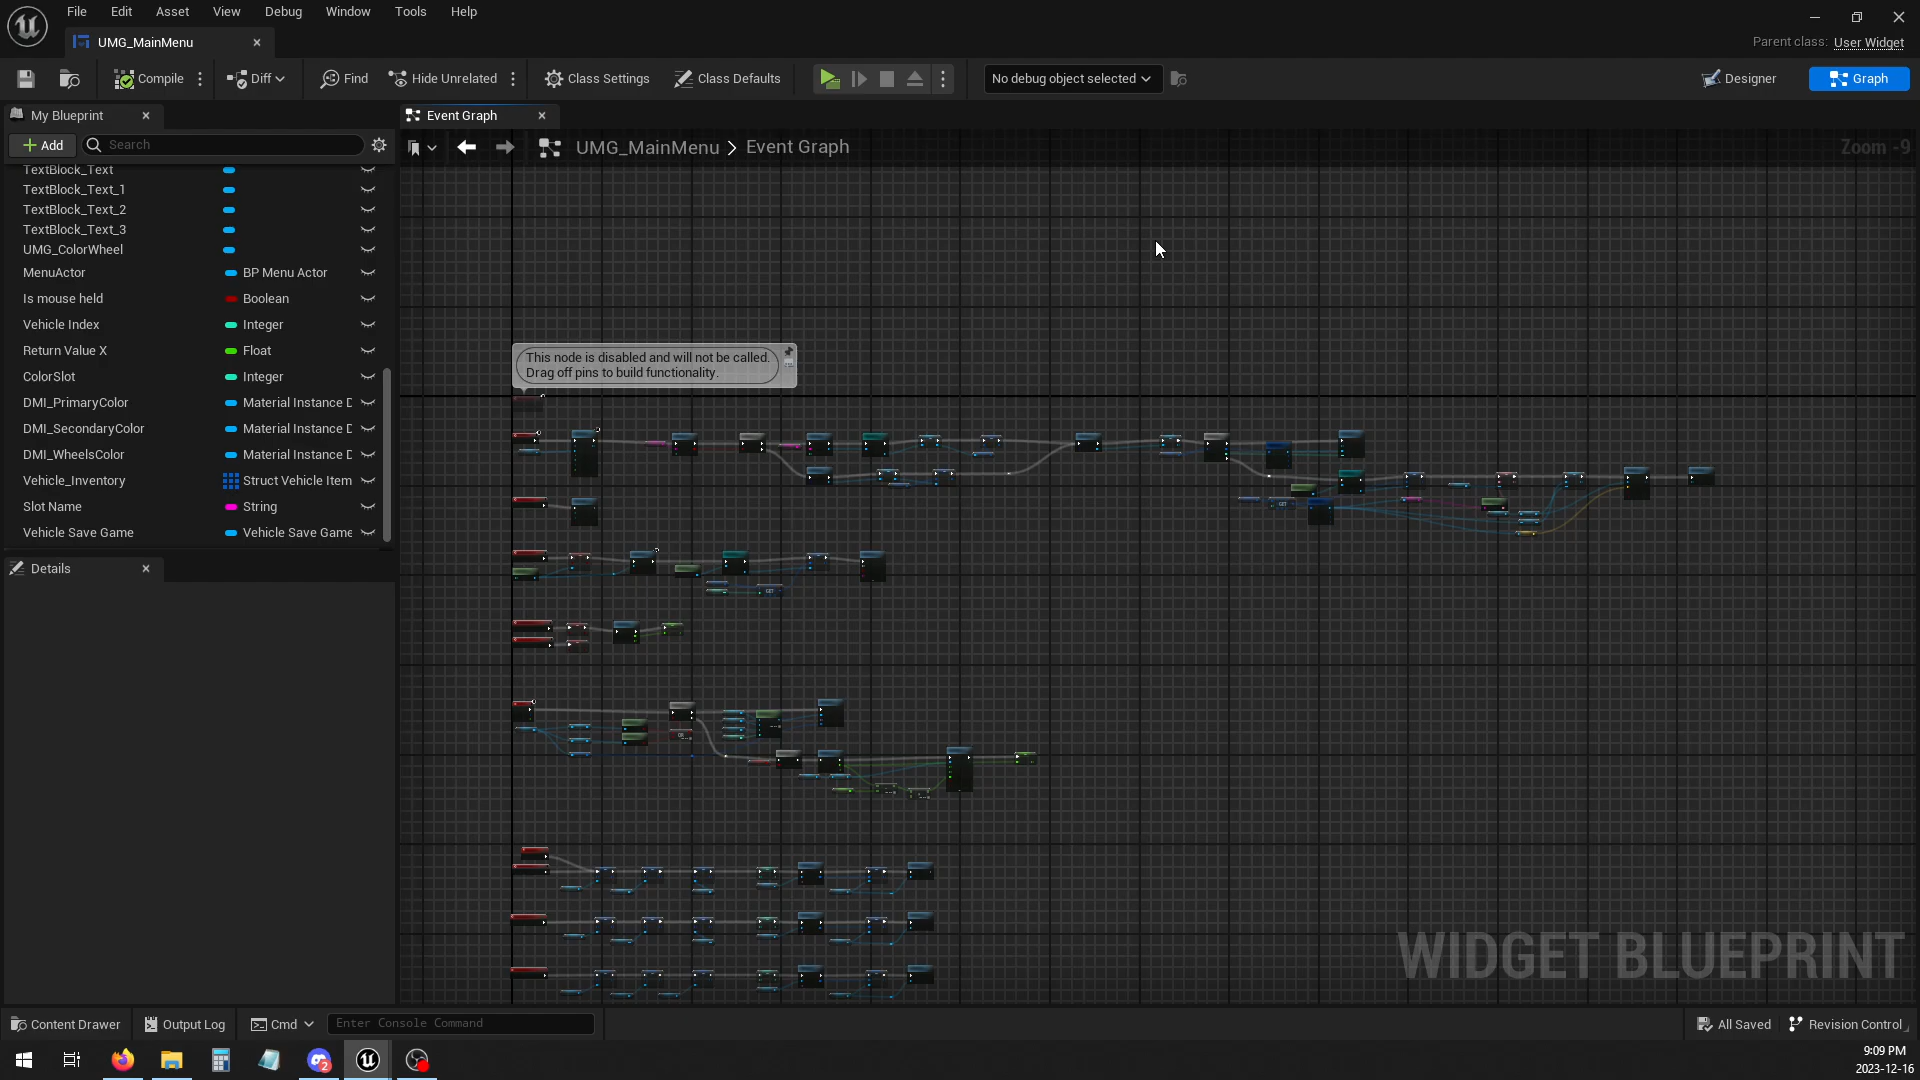 File Edit Asset View Debug Window Tools Help
UMG_MainMenu
Parent class: User Widget
Compile Diff Find Hide Unrelated Class Settings Class Defaults No debug object selected Designer Graph
My Blueprint
Event Graph
Add Search
UMG_MainMenu > Event Graph
Zoom -9
TextBlock_Text
TextBlock_Text_1
TextBlock_Text_2
TextBlock_Text_3
UMG_ColorWheel
MenuActor BP Menu Actor
Is mouse held Boolean
Vehicle Index Integer
Return Value X Float
ColorSlot Integer
DMI_PrimaryColor Material Instance D
DMI_SecondaryColor Material Instance D
DMI_WheelsColor Material Instance D
Vehicle_Inventory Struct Vehicle Item
Slot Name String
Vehicle Save Game Vehicle Save Game
Details
This node is disabled and will not be called.
Drag off pins to build functionality.
GET
GET
OR
WIDGET BLUEPRINT
Content Drawer Output Log Cmd Enter Console Command All Saved Revision Control
2
9:09 PM
2023-12-16